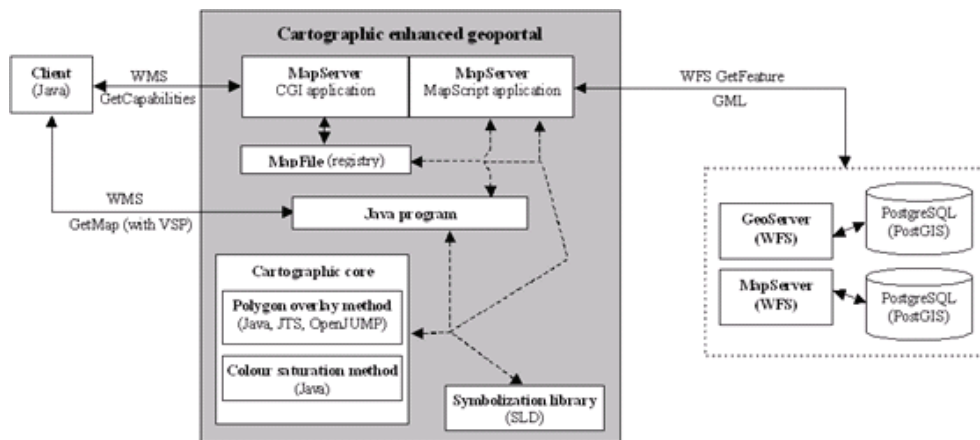 Cartographic enhanced geoportal
Client
(Java)
WMS
GetCapabilities
MapServer
CGI application
MapServer
MapScript application
WFS GetFeature
GML
MapFile (registry)
WMS
GetMap (with VSP)
Java program
GeoServer
(WFS)
PostgreSQL
(PostGIS)
MapServer
(WFS)
PostgreSQL
(PostGIS)
Cartographic core
Polygon overlay method
(Java, JTS, OpenJUMP)
Colour saturation method
(Java)
Symbolization library
(SLD)